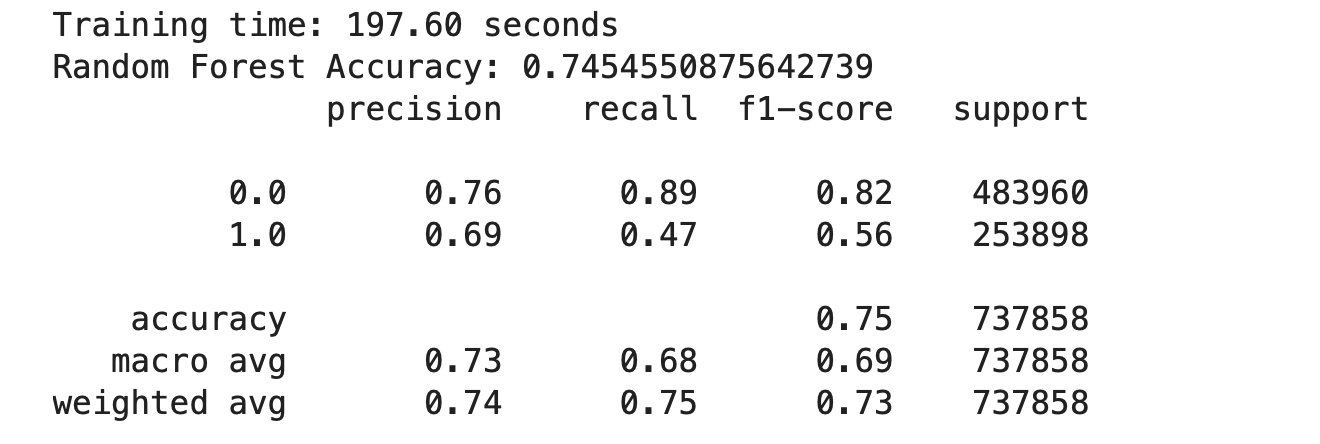 Training time: 197.60 seconds
Random Forest Accuracy: 0.7454550875642739
precision recall f1-score support
0.0 0.76 0.89 0.82 483960
1.0 0.69 0.47 0.56 253898
accuracy 0.75 737858
macro avg 0.73 0.68 0.69 737858
weighted avg 0.74 0.75 0.73 737858